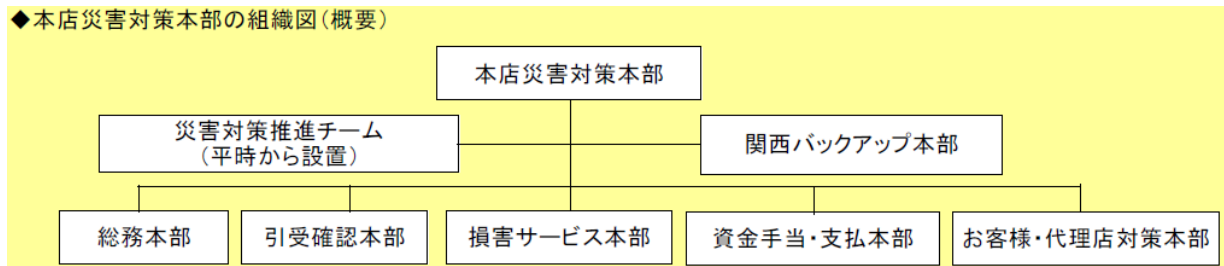 ◆本店災害対策本部の組織図(概要)
本店災害対策本部
災害対策推進チーム
(平時から設置)
関西バックアップ本部
総務本部
引受確認本部
損害サービス本部
資金手当・支払本部
お客様・代理店対策本部